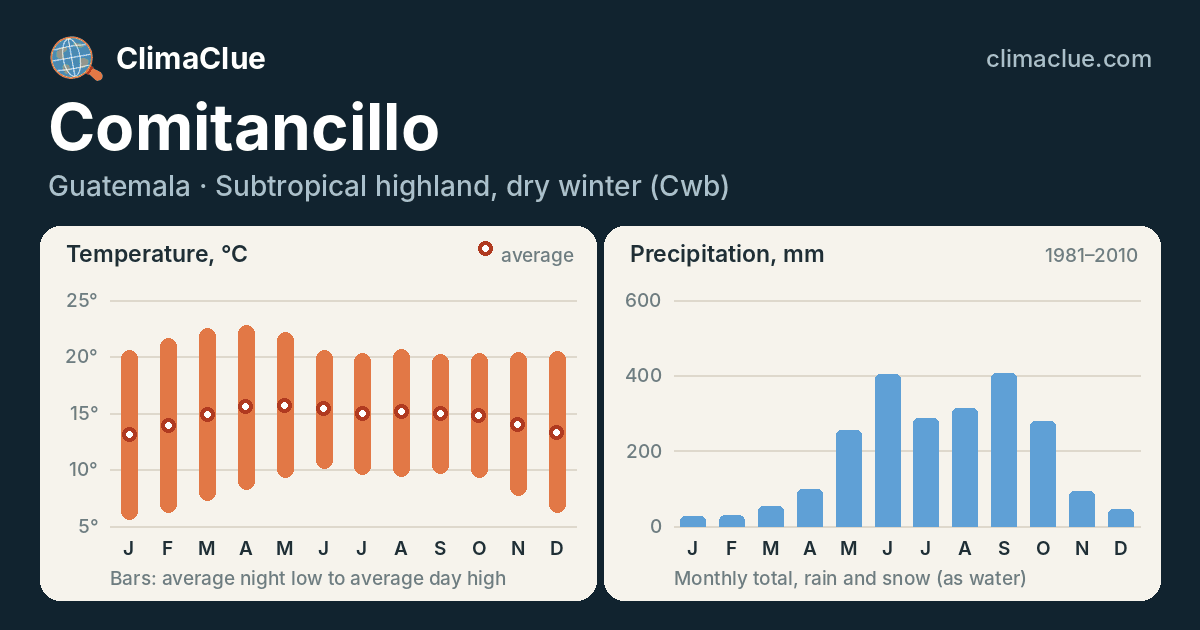 ClimaClue
climaclue.com
Comitancillo
Guatemala · Subtropical highland, dry winter (Cwb)
Temperature, °C
average
25°
20°
15°
10°
5°
J F M A M J J A S O N D
Bars: average night low to average day high
Precipitation, mm
1981–2010
600
400
200
0
J F M A M J J A S O N D
Monthly total, rain and snow (as water)